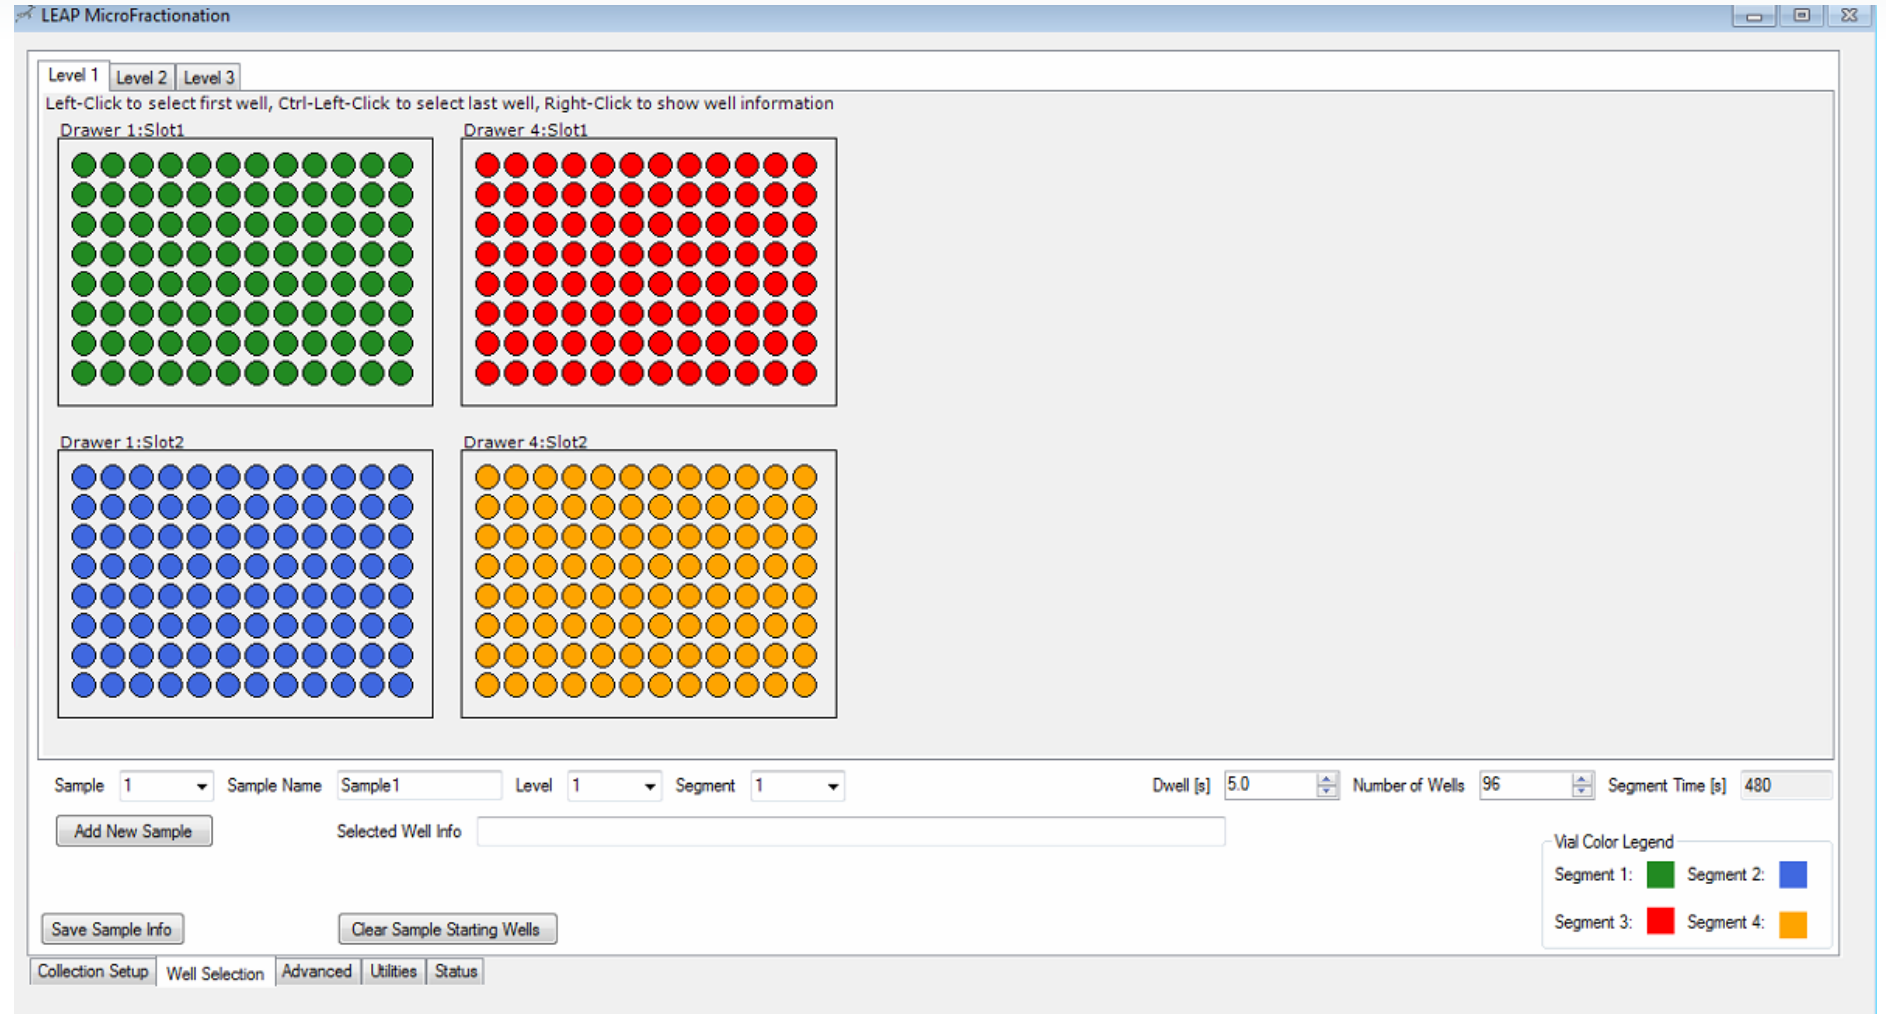 LEAP MicroFractionation
Level 1 Level 2 Level 3
Left-Click to select first well, Ctrl-Left-Click to select last well, Right-Click to show well information
Drawer 1:Slot1 Drawer 4:Slot1
Drawer 1:Slot2 Drawer 4:Slot2
Sample 1 Sample Name Sample1 Level 1 Segment 1 Dwell [s] 5.0 Number of Wells 96 Segment Time [s] 480
Add New Sample Selected Well Info
Vial Color Legend
Segment 1: Segment 2:
Segment 3: Segment 4:
Save Sample Info Clear Sample Starting Wells
Collection Setup Well Selection Advanced Utilities Status